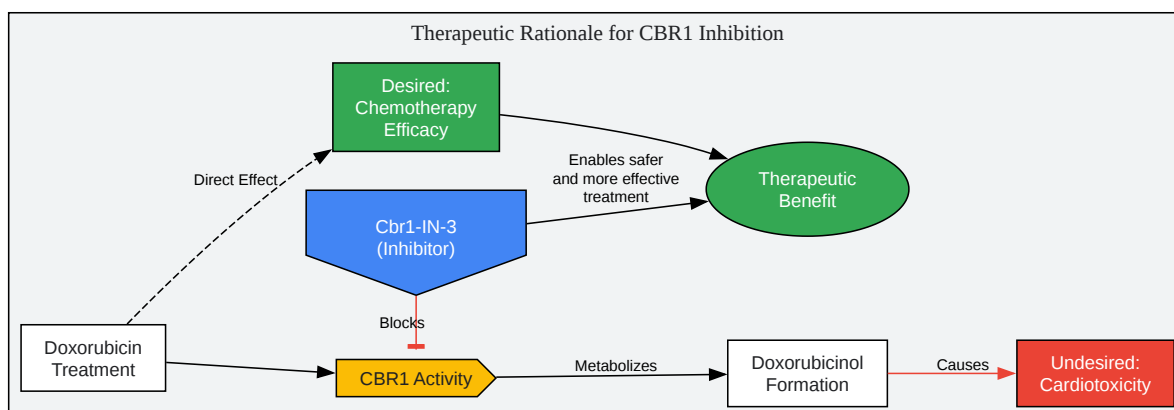 Therapeutic Rationale for CBR1 Inhibition
Desired:
Chemotherapy
Efficacy
Direct Effect
Enables safer
and more effective
treatment
Therapeutic
Benefit
Cbr1-IN-3
(Inhibitor)
Blocks
Doxorubicin
Treatment
CBR1 Activity
Metabolizes
Doxorubicinol
Formation
Causes
Undesired:
Cardiotoxicity